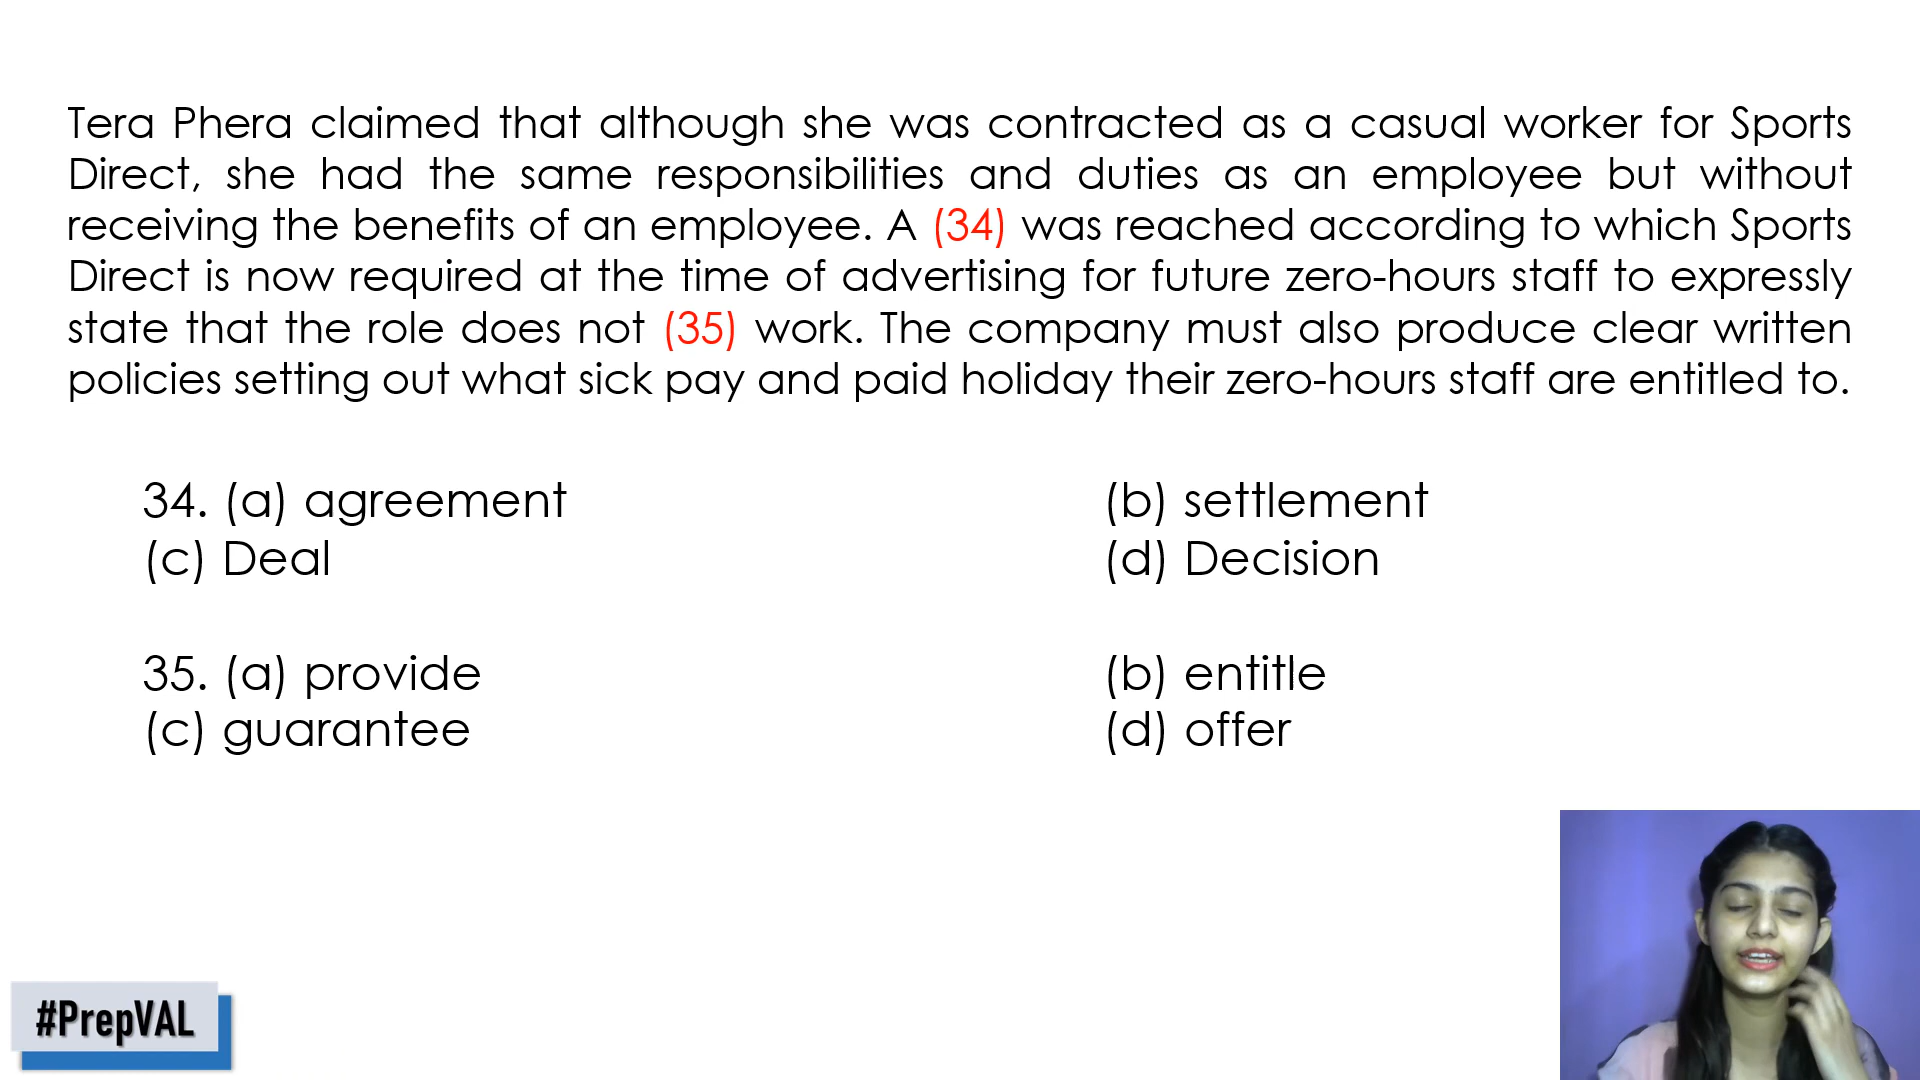 Tera Phera claimed that although she was contracted as a casual worker for Sports
Direct, she had the same responsibilities and duties as an employee but without
receiving the benefits of an employee. A (34) was reached according to which Sports
Direct is now required at the time of advertising for future zero-hours staff to expressly
state that the role does not (35) work. The company must also produce clear written
policies setting out what sick pay and paid holiday their zero-hours staff are entitled to.
34. (a) agreement (b) settlement
(c) Deal (d) Decision
35. (a) provide (b) entitle
(c) guarantee (d) offer
#PrepVAL